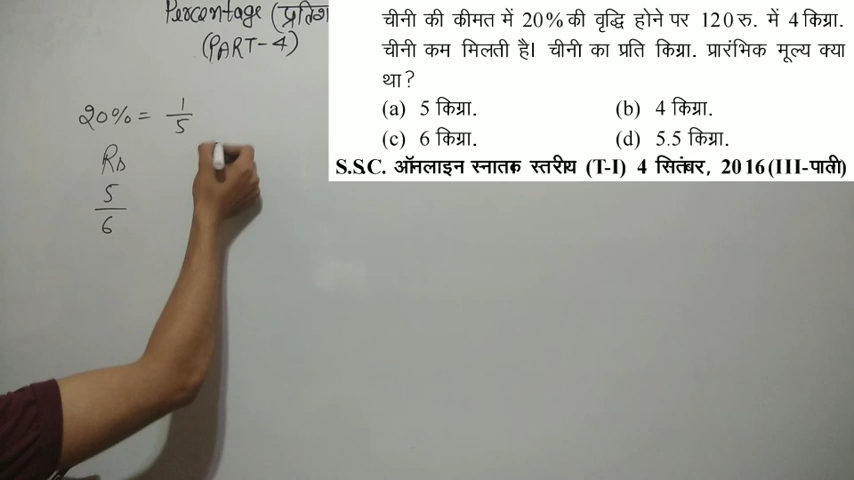 Percentage (प्रतिश
(PART-4)
20% = 1/5
Rs
5
6
चीनी की कीमत में 20% की वृद्धि होने पर 120 रु. में 4 किग्रा.
चीनी कम मिलती है। चीनी का प्रति किग्रा. प्रारंभिक मूल्य क्या
था?
(a) 5 किग्रा. (b) 4 किग्रा.
(c) 6 किग्रा. (d) 5.5 किग्रा.
S.S.C. ऑनलाइन स्नातक स्तरीय (T-I) 4 सितंबर, 2016 (III-पाली)